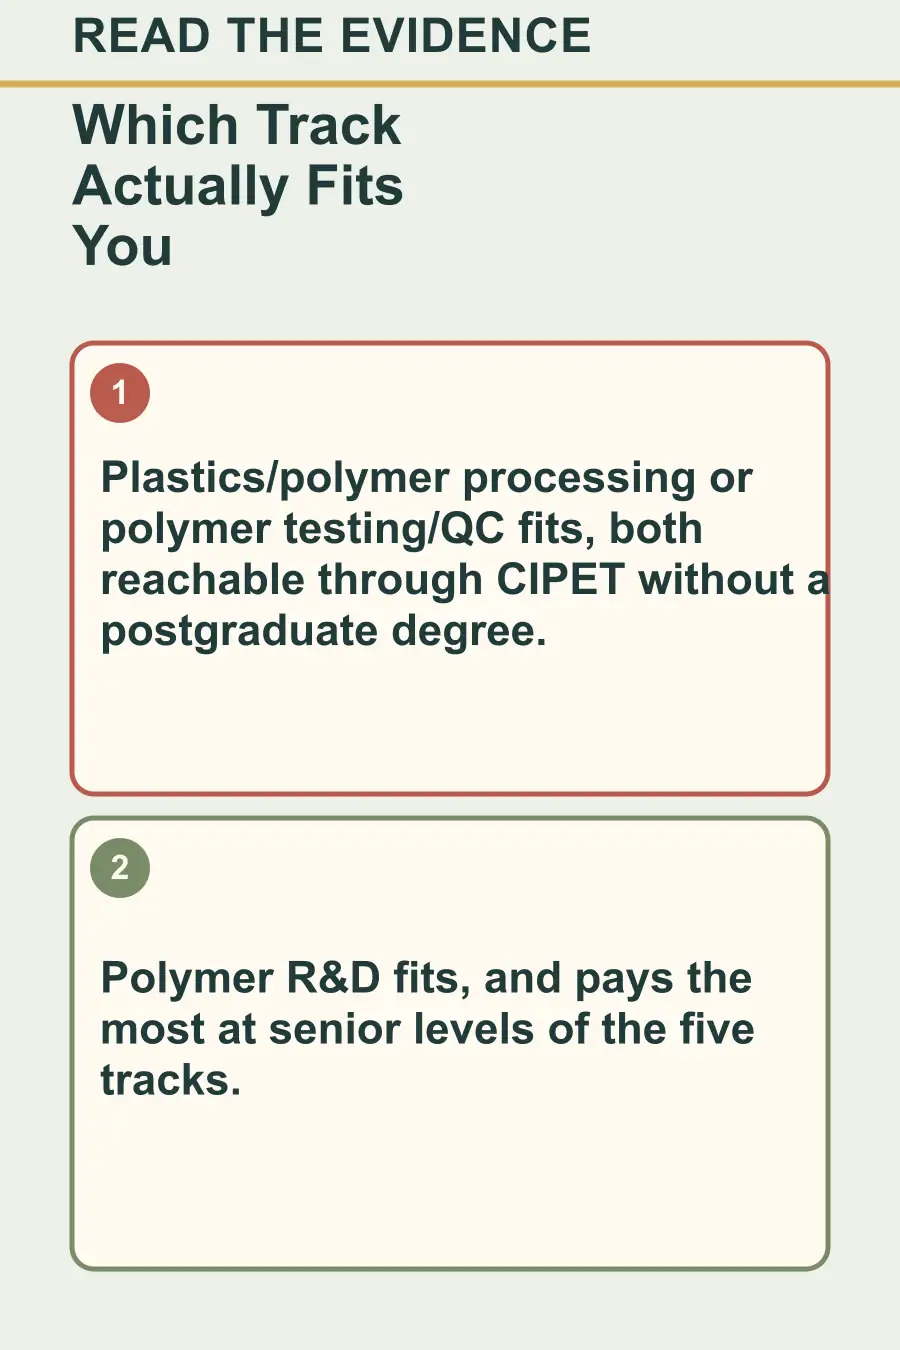 READ THE EVIDENCE
Which Track
Actually Fits
You
1
Plastics/polymer processing or
polymer testing/QC fits, both
reachable through CIPET without a
postgraduate degree.
2
Polymer R&D fits, and pays the
most at senior levels of the five
tracks.